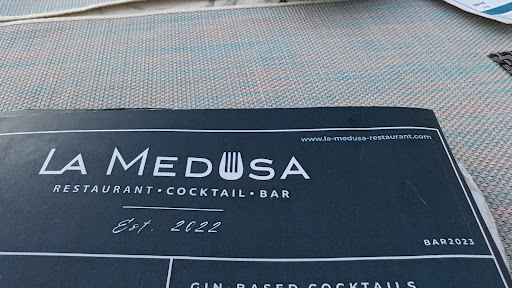 www.la-medusa-restaurant.com
LA MEDUSA
RESTAURANT • COCKTAIL • BAR
Est. 2022
BAR2023
GIN-BASED COCKTAILS